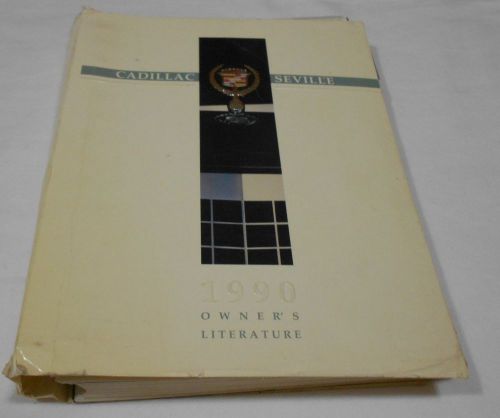 CADILLAC SEVILLE
1990
OWNER'S
LITERATURE